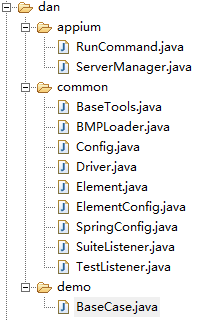 dan
appium
RunCommand.java
ServerManager.java
common
BaseTools.java
BMPLoader.java
Config.java
Driver.java
Element.java
ElementConfig.java
SpringConfig.java
SuiteListener.java
TestListener.java
demo
BaseCase.java